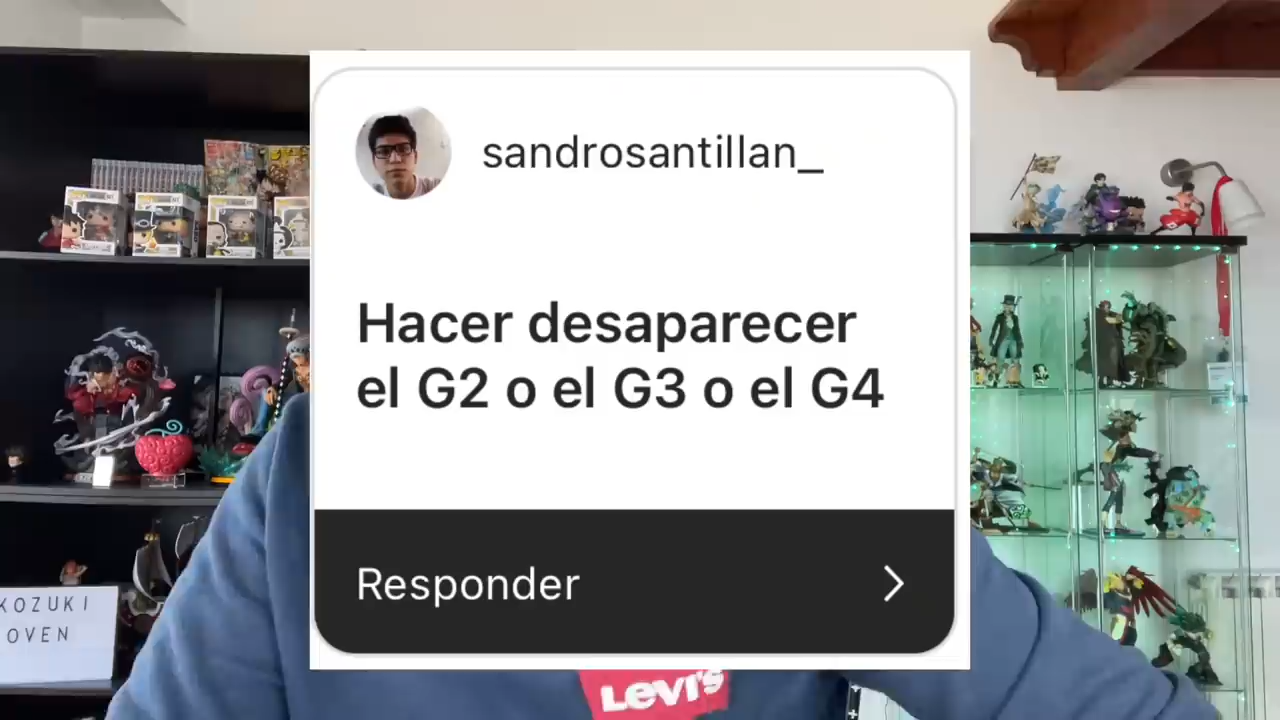 sandrosantillan_
Hacer desaparecer
el G2 o el G3 o el G4
Responder
KOZUKI
OVEN
Levi's